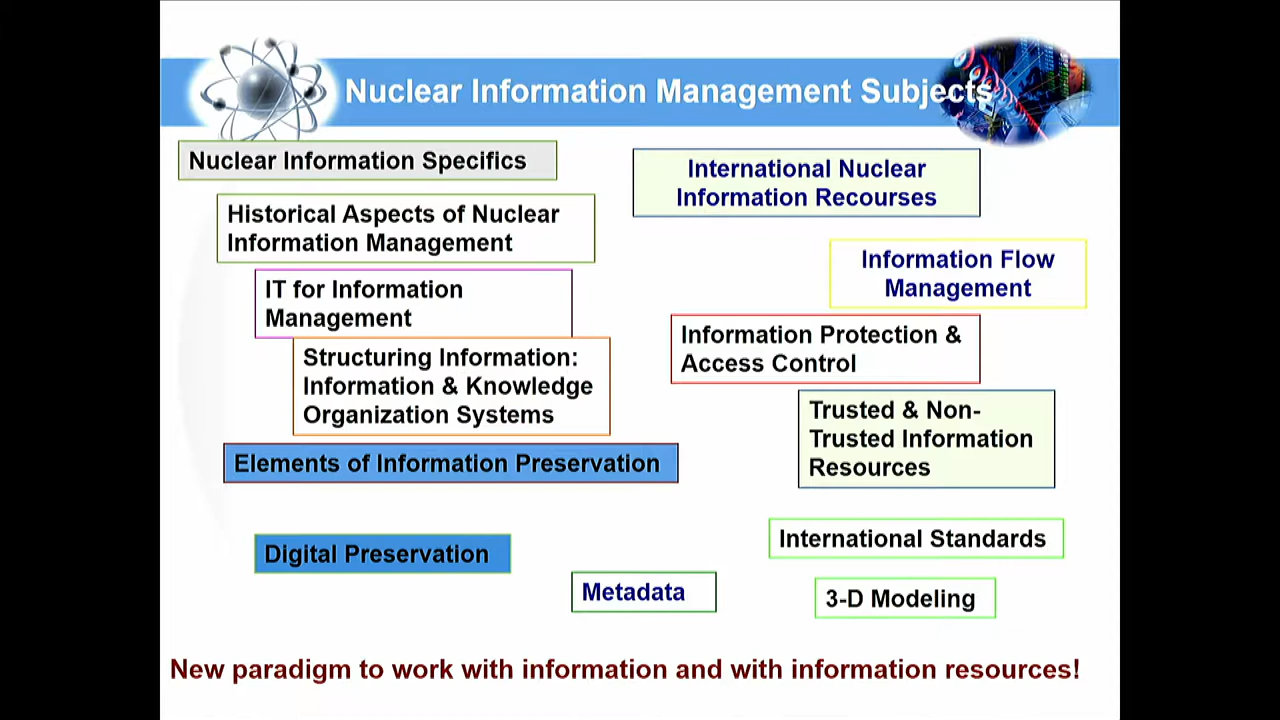 Nuclear Information Management Subjects
Nuclear Information Specifics
Historical Aspects of Nuclear
Information Management
IT for Information
Management
Structuring Information:
Information & Knowledge
Organization Systems
Elements of Information Preservation
Digital Preservation
Metadata
International Nuclear
Information Recourses
Information Flow
Management
Information Protection &
Access Control
Trusted & Non-
Trusted Information
Resources
International Standards
3-D Modeling
New paradigm to work with information and with information resources!